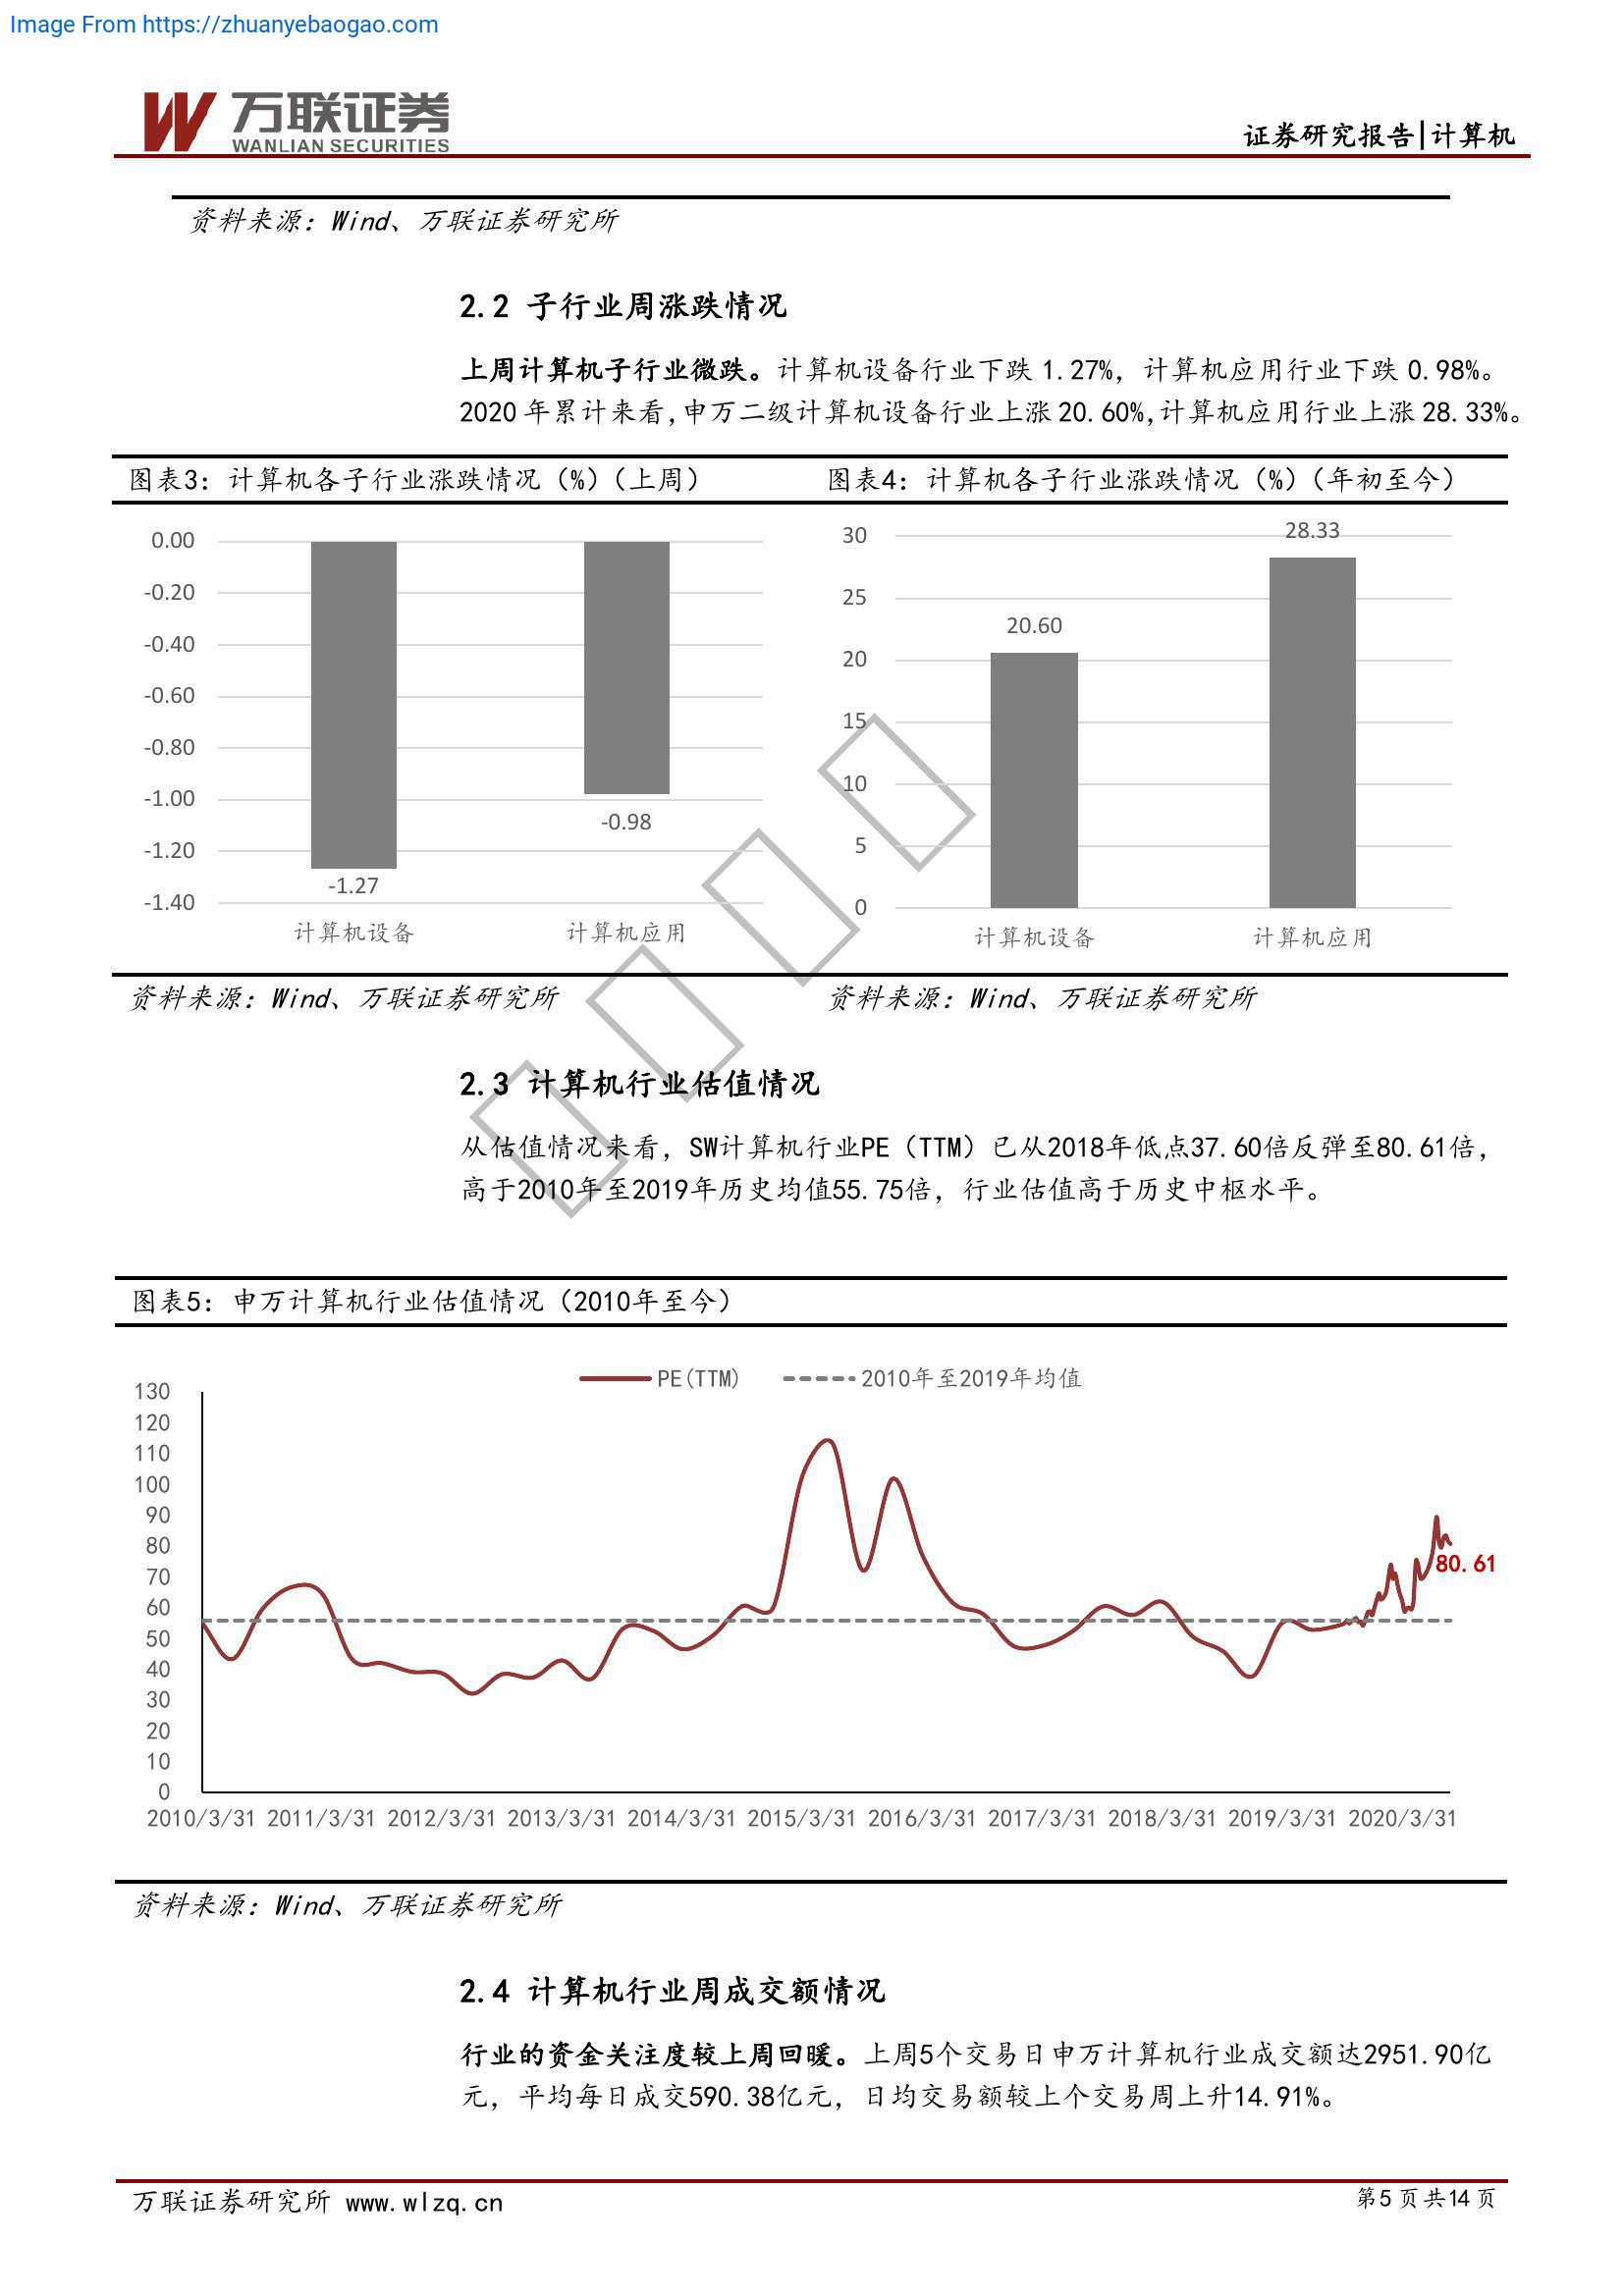 Image From https://zhuanyebaogao.com
万联证券
WANLIAN SECURITIES
证券研究报告|计算机
资料来源：Wind、万联证券研究所
2.2 子行业周涨跌情况
上周计算机子行业微跌。计算机设备行业下跌 1.27%，计算机应用行业下跌 0.98%。
2020 年累计来看,申万二级计算机设备行业上涨 20.60%,计算机应用行业上涨 28.33%。
图表3：计算机各子行业涨跌情况（%）（上周）
0.00
-0.20
-0.40
-0.60
-0.80
-1.00
-1.20
-1.40
-1.27
-0.98
计算机设备 计算机应用
资料来源：Wind、万联证券研究所
图表4：计算机各子行业涨跌情况（%）（年初至今）
30
25
20
15
10
5
0
20.60
28.33
计算机设备 计算机应用
资料来源：Wind、万联证券研究所
2.3 计算机行业估值情况
从估值情况来看，SW计算机行业PE（TTM）已从2018年低点37.60倍反弹至80.61倍，
高于2010年至2019年历史均值55.75倍，行业估值高于历史中枢水平。
图表5：申万计算机行业估值情况（2010年至今）
PE(TTM) 2010年至2019年均值
130
120
110
100
90
80
70
60
50
40
30
20
10
0
80.61
2010/3/31 2011/3/31 2012/3/31 2013/3/31 2014/3/31 2015/3/31 2016/3/31 2017/3/31 2018/3/31 2019/3/31 2020/3/31
资料来源：Wind、万联证券研究所
2.4 计算机行业周成交额情况
行业的资金关注度较上周回暖。上周5个交易日申万计算机行业成交额达2951.90亿
元，平均每日成交590.38亿元，日均交易额较上个交易周上升14.91%。
万联证券研究所 www.wlzq.cn
第5 页 共14 页